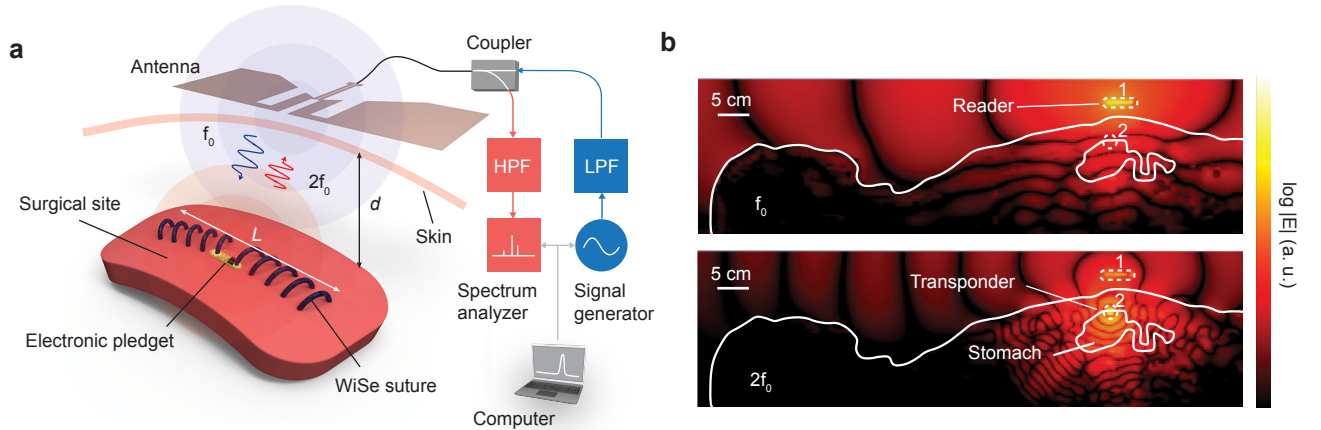 a
Antenna
Coupler
f₀
2f₀
HPF
LPF
d
L
Surgical site
Skin
Electronic pledget
WiSe suture
Spectrum
analyzer
Signal
generator
Computer
b
5 cm
Reader
1
2
f₀
5 cm
Transponder
1
2
Stomach
2f₀
log |E| (a. u.)